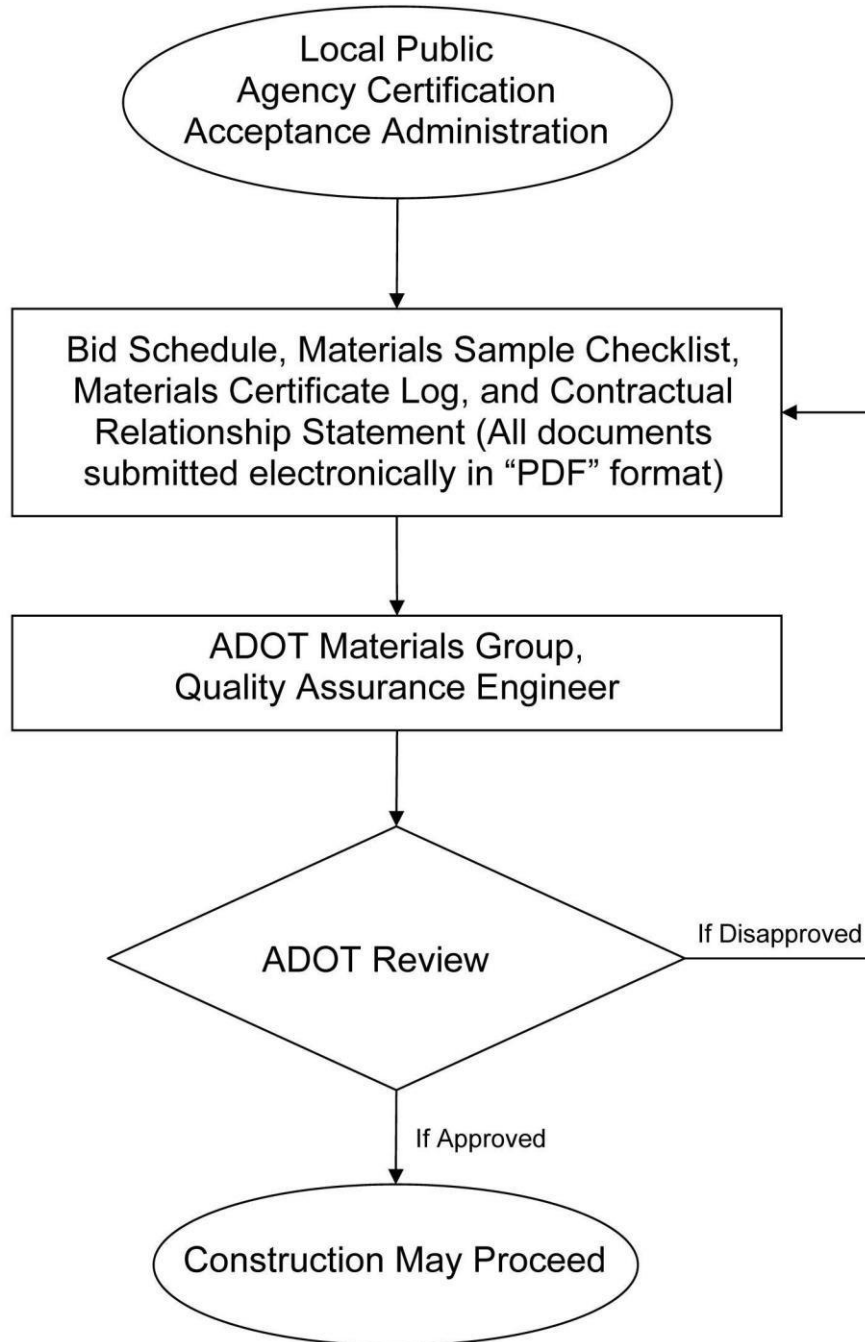 Local Public
Agency Certification
Acceptance Administration
Bid Schedule, Materials Sample Checklist,
Materials Certificate Log, and Contractual
Relationship Statement (All documents
submitted electronically in “PDF” format)
ADOT Materials Group,
Quality Assurance Engineer
ADOT Review
If Disapproved
If Approved
Construction May Proceed